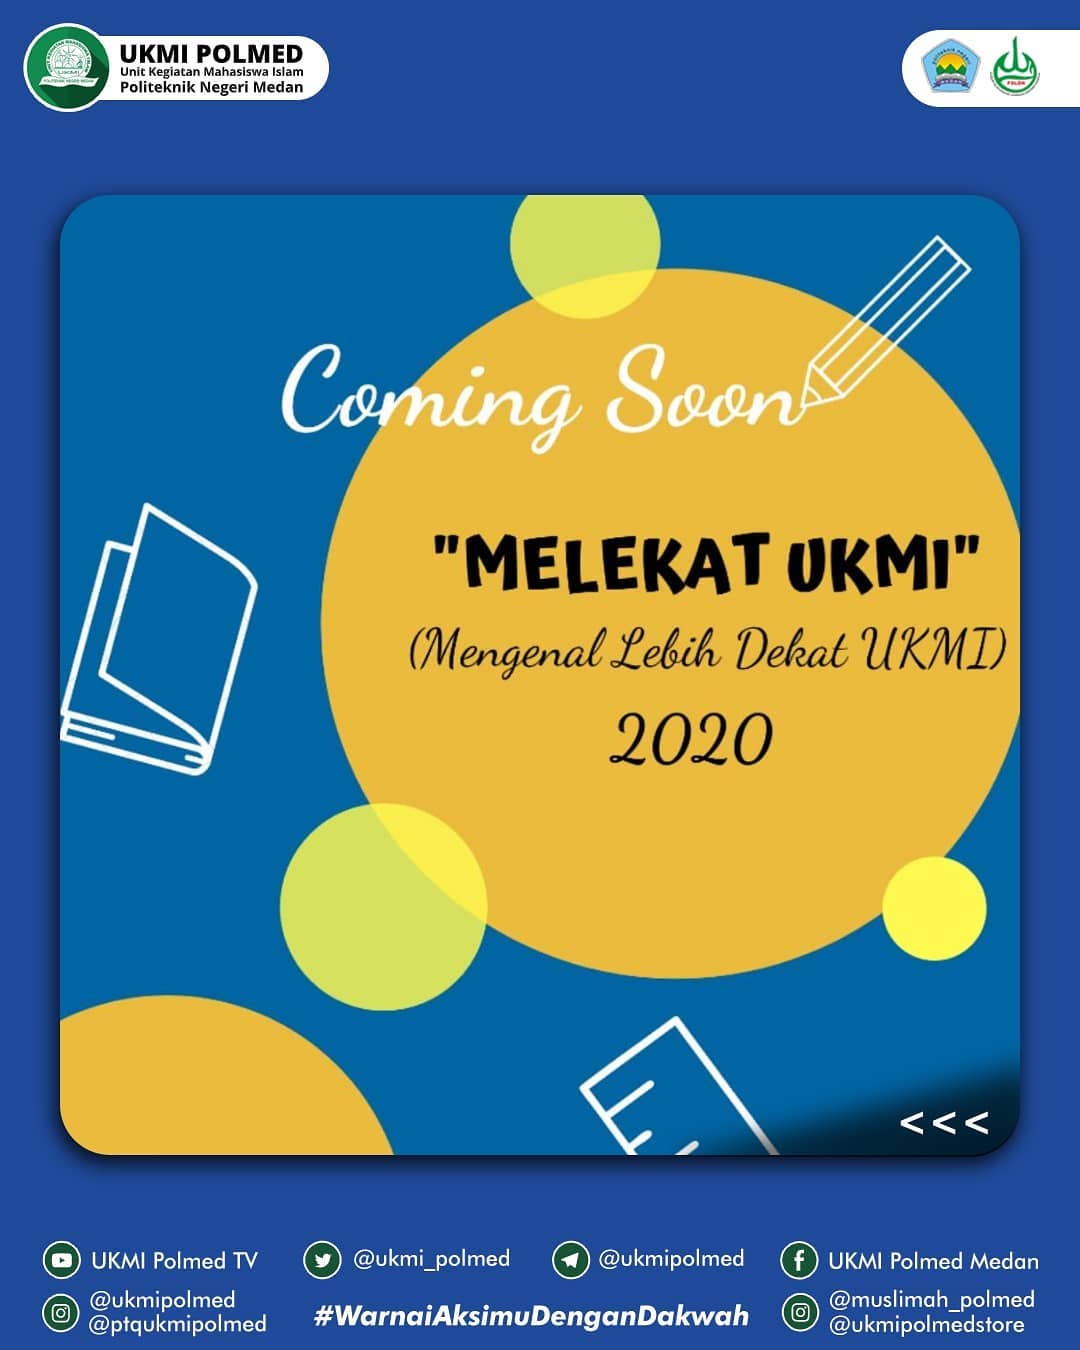 UKMI POLMED
Unit Kegiatan Mahasiswa Islam
Politeknik Negeri Medan
Coming Soon
"MELEKAT UKMI"
(Mengenal Lebih Dekat UKMI)
2020
<<<
UKMI Polmed TV
@ukmi_polmed
@ukmipolmed
UKMI Polmed Medan
@ukmipolmed
@ptqukmipolmed
#WarnaiAksimuDenganDakwah
@muslimah_polmed
@ukmipolmedstore